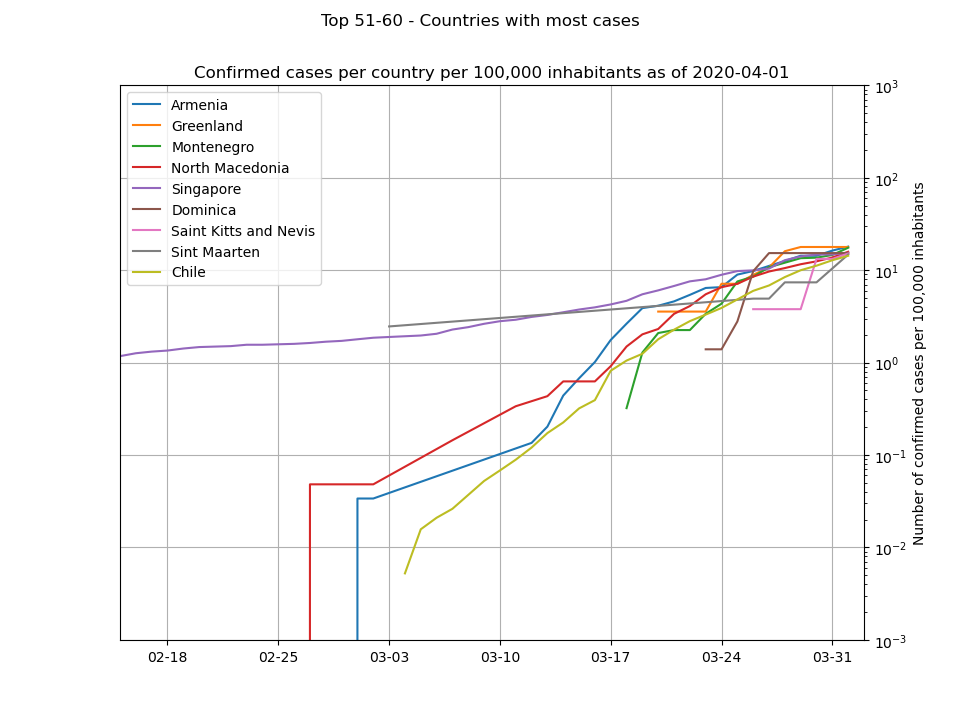 Top 51-60 - Countries with most cases
Confirmed cases per country per 100,000 inhabitants as of 2020-04-01
Armenia
Greenland
Montenegro
North Macedonia
Singapore
Dominica
Saint Kitts and Nevis
Sint Maarten
Chile
10³
10²
10¹
10⁰
10⁻¹
10⁻²
10⁻³
Number of confirmed cases per 100,000 inhabitants
02-18 02-25 03-03 03-10 03-17 03-24 03-31